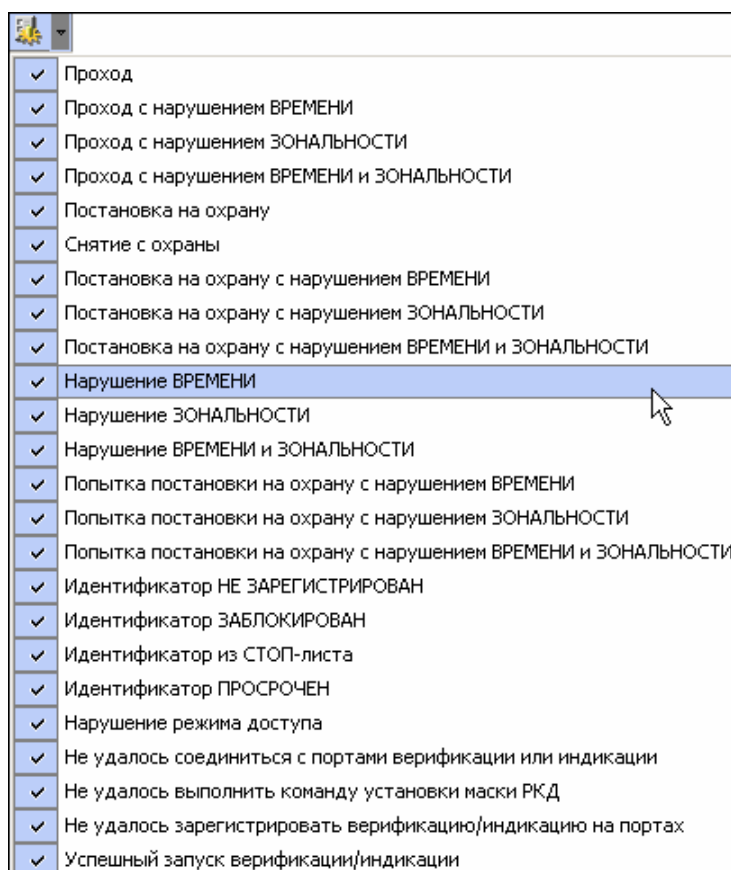 Проход
Проход с нарушением ВРЕМЕНИ
Проход с нарушением ЗОНАЛЬНОСТИ
Проход с нарушением ВРЕМЕНИ и ЗОНАЛЬНОСТИ
Постановка на охрану
Снятие с охраны
Постановка на охрану с нарушением ВРЕМЕНИ
Постановка на охрану с нарушением ЗОНАЛЬНОСТИ
Постановка на охрану с нарушением ВРЕМЕНИ и ЗОНАЛЬНОСТИ
Нарушение ВРЕМЕНИ
Нарушение ЗОНАЛЬНОСТИ
Нарушение ВРЕМЕНИ и ЗОНАЛЬНОСТИ
Попытка постановки на охрану с нарушением ВРЕМЕНИ
Попытка постановки на охрану с нарушением ЗОНАЛЬНОСТИ
Попытка постановки на охрану с нарушением ВРЕМЕНИ и ЗОНАЛЬНОСТИ
Идентификатор НЕ ЗАРЕГИСТРИРОВАН
Идентификатор ЗАБЛОКИРОВАН
Идентификатор из СТОП-листа
Идентификатор ПРОСРОЧЕН
Нарушение режима доступа
Не удалось соединиться с портами верификации или индикации
Не удалось выполнить команду установки маски РКД
Не удалось зарегистрировать верификацию/индикацию на портах
Успешный запуск верификации/индикации